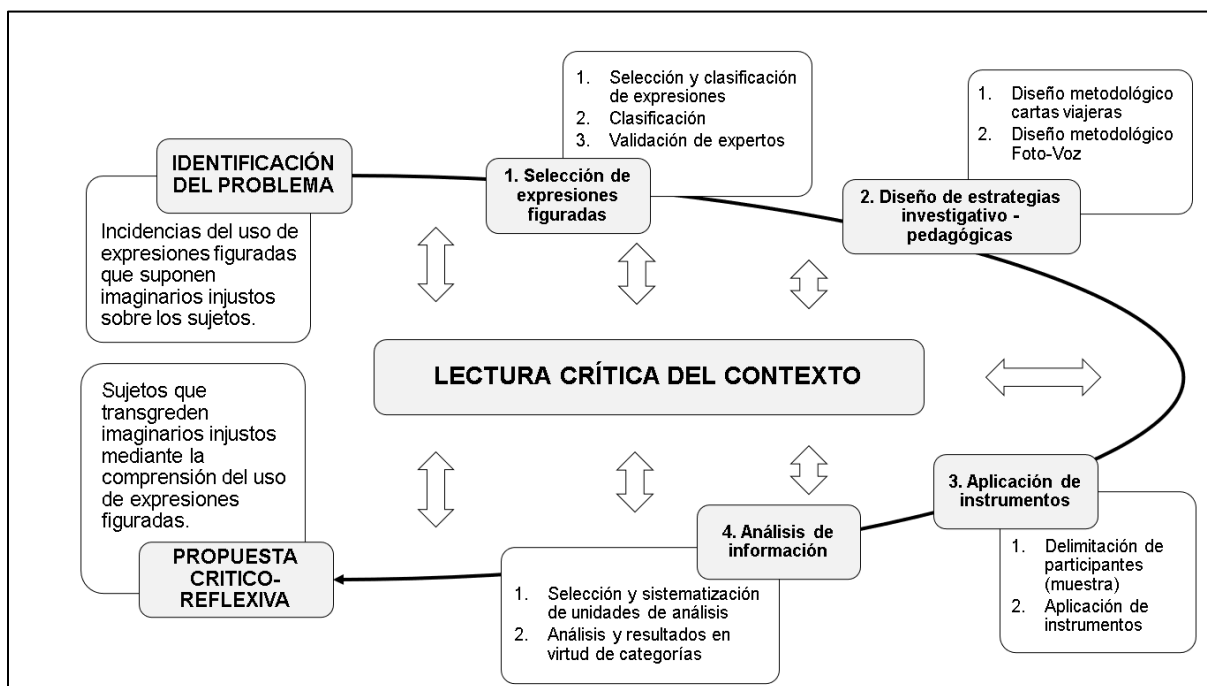 IDENTIFICACIÓN
DEL PROBLEMA
Incidencias del uso de
expresiones figuradas
que suponen
imaginarios injustos
sobre los sujetos.
1. Selección y clasificación
de expresiones
2. Clasificación
3. Validación de expertos
1. Selección de
expresiones
figuradas
1. Diseño metodológico
cartas viajeras
2. Diseño metodológico
Foto-Voz
2. Diseño de estrategias
investigativo -
pedagógicas
LECTURA CRÍTICA DEL CONTEXTO
3. Aplicación de
instrumentos
1. Delimitación de
participantes
(muestra)
2. Aplicación de
instrumentos
4. Análisis de
información
1. Selección y sistematización
de unidades de análisis
2. Análisis y resultados en
virtud de categorías
Sujetos que
transgreden
imaginarios injustos
mediante la
comprensión del uso
de expresiones
figuradas.
PROPUESTA
CRITICO-
REFLEXIVA